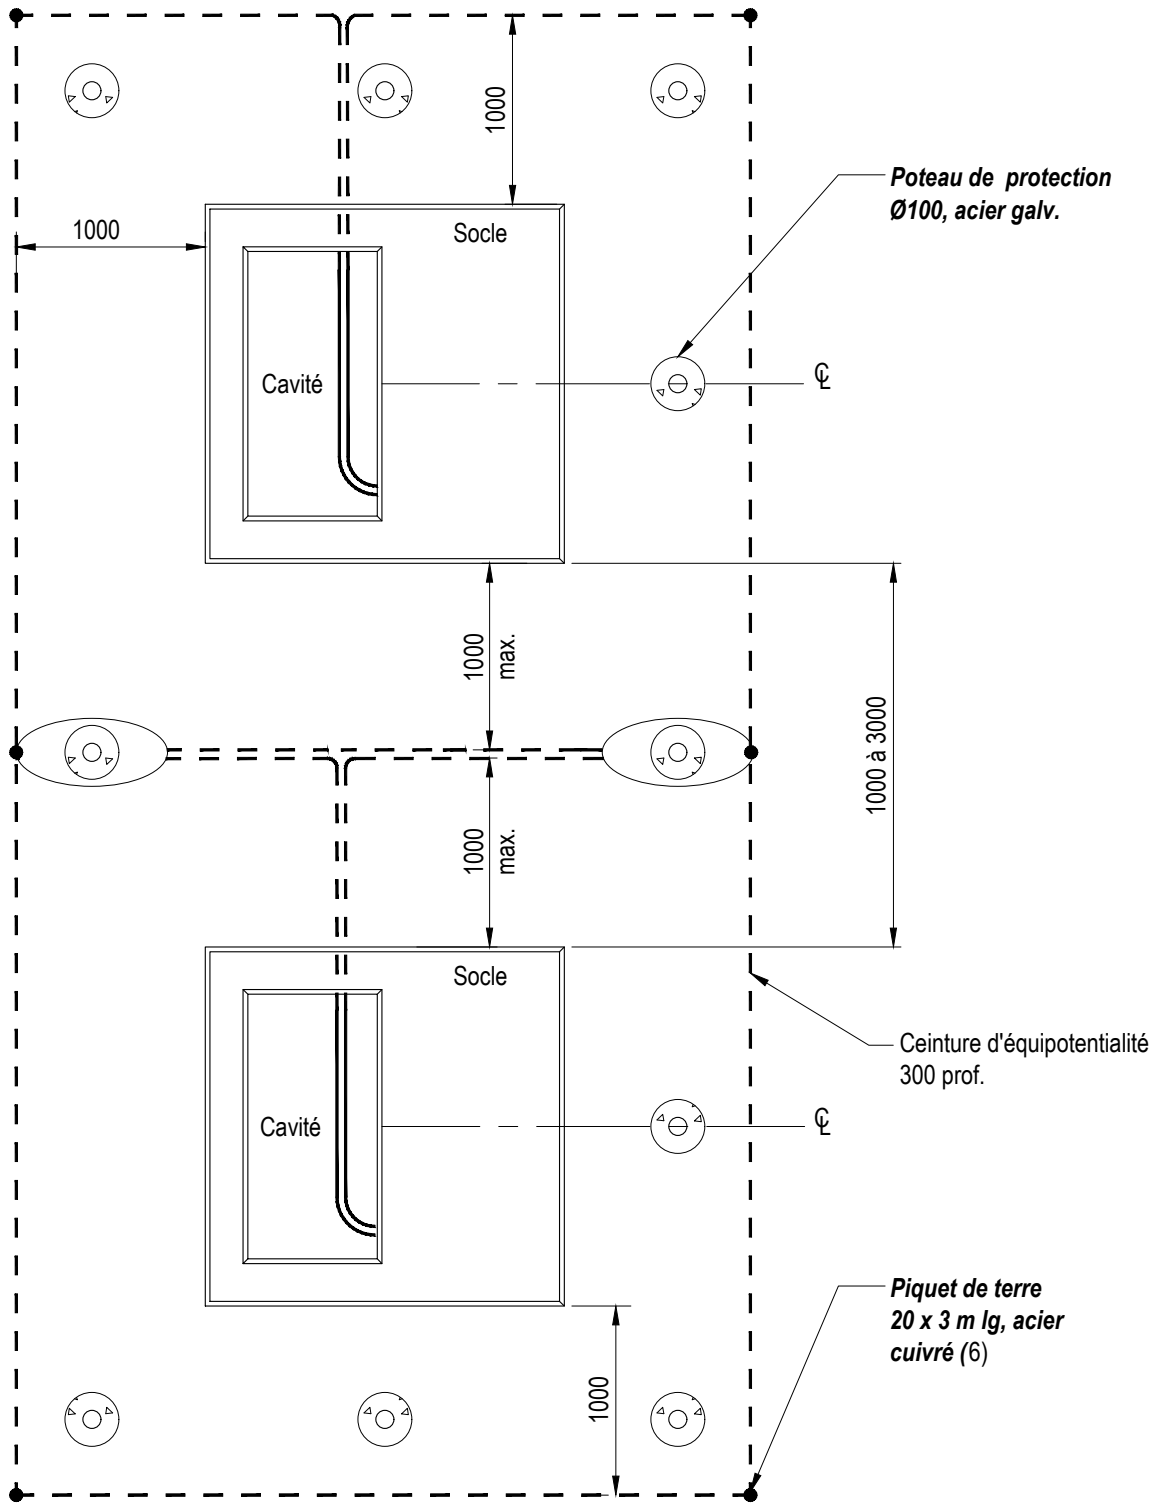 1000
Poteau de protection
Ø100, acier galv.
1000
Socle
Cavité
℄
1000
max.
1000 à 3000
1000
max.
Socle
Ceinture d'équipotentialité
300 prof.
Cavité
℄
Piquet de terre
20 x 3 m lg, acier
cuivré (6)
1000